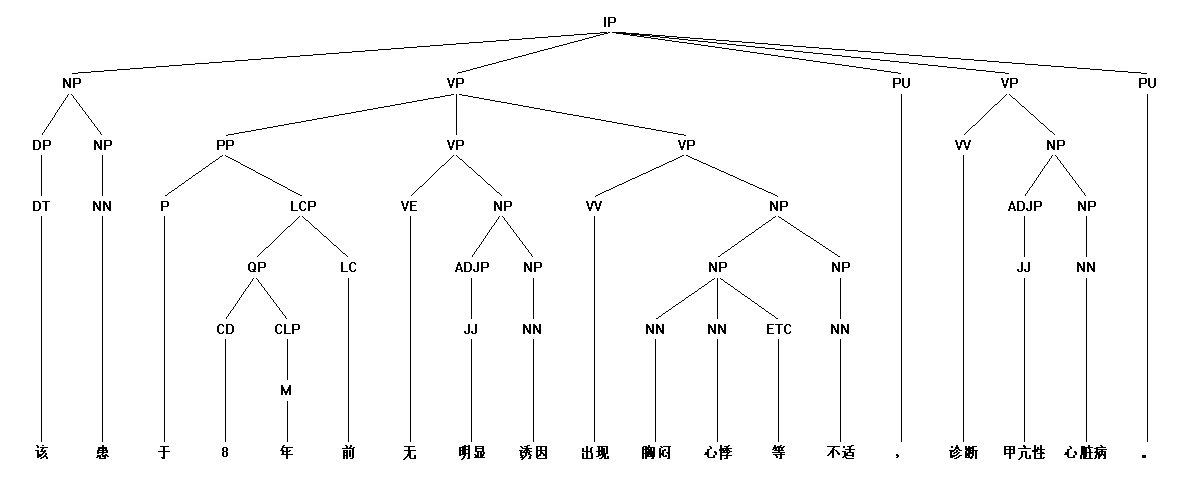 IP
NP VP PU VP PU
DP NP PP VP VP VV NP
DT NN P LCP VE NP VV NP ADJP NP
QP LC ADJP NP NP NP JJ NN
CD CLP JJ NN NN NN ETC NN
M
该 患 于 8 年 前 无 明显 诱因 出现 胸闷 心悸 等 不适 , 诊断 甲亢性 心脏病 。